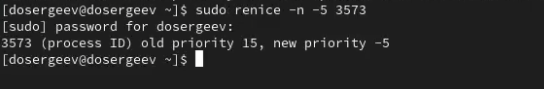 [dosergeev@dosergeev ~]$ sudo renice -n -5 3573
[sudo] password for dosergeev:
3573 (process ID) old priority 15, new priority -5
[dosergeev@dosergeev ~]$